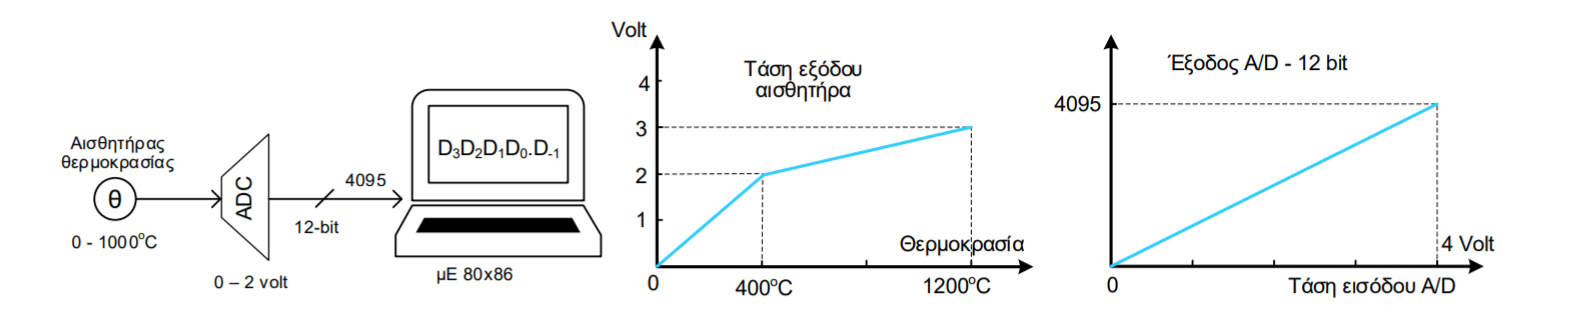 Αισθητήρας
θερμοκρασίας
θ
0 - 1000°C
ADC
0 – 2 volt
12-bit
4095
D3D2D1D0.D-1
μΕ 80x86
Volt
Τάση εξόδου
αισθητήρα
4
3
2
1
0
400°C
1200°C
Θερμοκρασία
Έξοδος A/D - 12 bit
4095
4 Volt
0
Τάση εισόδου A/D